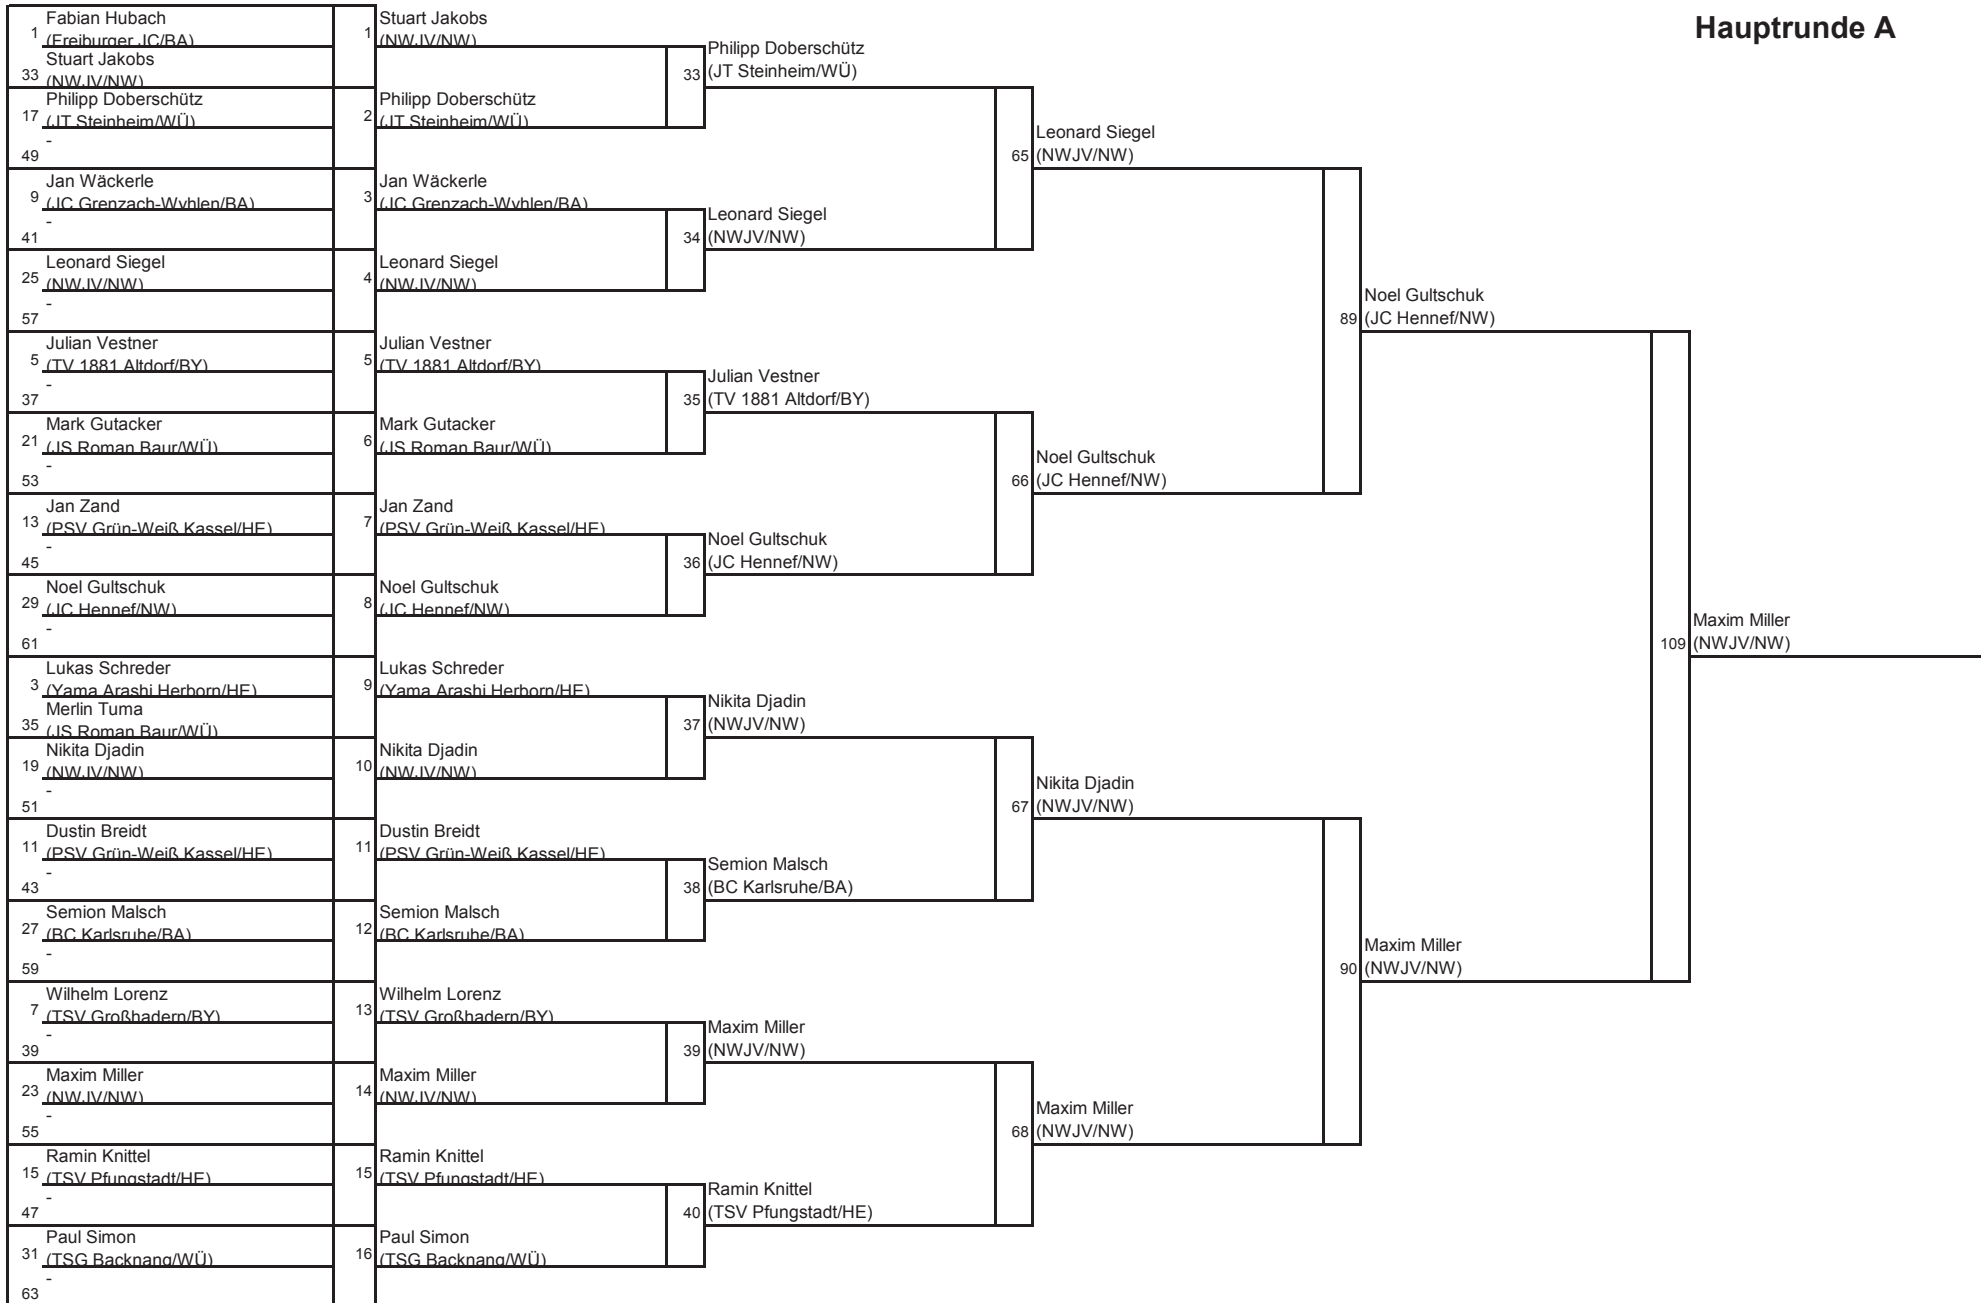 Hauptrunde A
1
Fabian Hubach
(Freiburger JC/BA)
33
Stuart Jakobs
(NWJV/NW)
17
Philipp Doberschütz
(JT Steinheim/WÜ)
49
-
9
Jan Wäckerle
(JC Grenzach-Wyhlen/BA)
41
-
25
Leonard Siegel
(NWJV/NW)
57
-
5
Julian Vestner
(TV 1881 Altdorf/BY)
37
-
21
Mark Gutacker
(JS Roman Baur/WÜ)
53
-
13
Jan Zand
(PSV Grün-Weiß Kassel/HE)
45
-
29
Noel Gultschuk
(JC Hennef/NW)
61
-
3
Lukas Schreder
(Yama Arashi Herborn/HE)
35
Merlin Tuma
(JS Roman Baur/WÜ)
19
Nikita Djadin
(NWJV/NW)
51
-
11
Dustin Breidt
(PSV Grün-Weiß Kassel/HE)
43
-
27
Semion Malsch
(BC Karlsruhe/BA)
59
-
7
Wilhelm Lorenz
(TSV Großhadern/BY)
39
-
23
Maxim Miller
(NWJV/NW)
55
-
15
Ramin Knittel
(TSV Pfungstadt/HE)
47
-
31
Paul Simon
(TSG Backnang/WÜ)
63
-
1
Stuart Jakobs
(NWJV/NW)
2
Philipp Doberschütz
(JT Steinheim/WÜ)
3
Jan Wäckerle
(JC Grenzach-Wyhlen/BA)
4
Leonard Siegel
(NWJV/NW)
5
Julian Vestner
(TV 1881 Altdorf/BY)
6
Mark Gutacker
(JS Roman Baur/WÜ)
7
Jan Zand
(PSV Grün-Weiß Kassel/HE)
8
Noel Gultschuk
(JC Hennef/NW)
9
Lukas Schreder
(Yama Arashi Herborn/HE)
10
Nikita Djadin
(NWJV/NW)
11
Dustin Breidt
(PSV Grün-Weiß Kassel/HE)
12
Semion Malsch
(BC Karlsruhe/BA)
13
Wilhelm Lorenz
(TSV Großhadern/BY)
14
Maxim Miller
(NWJV/NW)
15
Ramin Knittel
(TSV Pfungstadt/HE)
16
Paul Simon
(TSG Backnang/WÜ)
33
Philipp Doberschütz
(JT Steinheim/WÜ)
34
Leonard Siegel
(NWJV/NW)
35
Julian Vestner
(TV 1881 Altdorf/BY)
36
Noel Gultschuk
(JC Hennef/NW)
37
Nikita Djadin
(NWJV/NW)
38
Semion Malsch
(BC Karlsruhe/BA)
39
Maxim Miller
(NWJV/NW)
40
Ramin Knittel
(TSV Pfungstadt/HE)
65
Leonard Siegel
(NWJV/NW)
66
Noel Gultschuk
(JC Hennef/NW)
67
Nikita Djadin
(NWJV/NW)
68
Maxim Miller
(NWJV/NW)
89
Noel Gultschuk
(JC Hennef/NW)
90
Maxim Miller
(NWJV/NW)
109
Maxim Miller
(NWJV/NW)